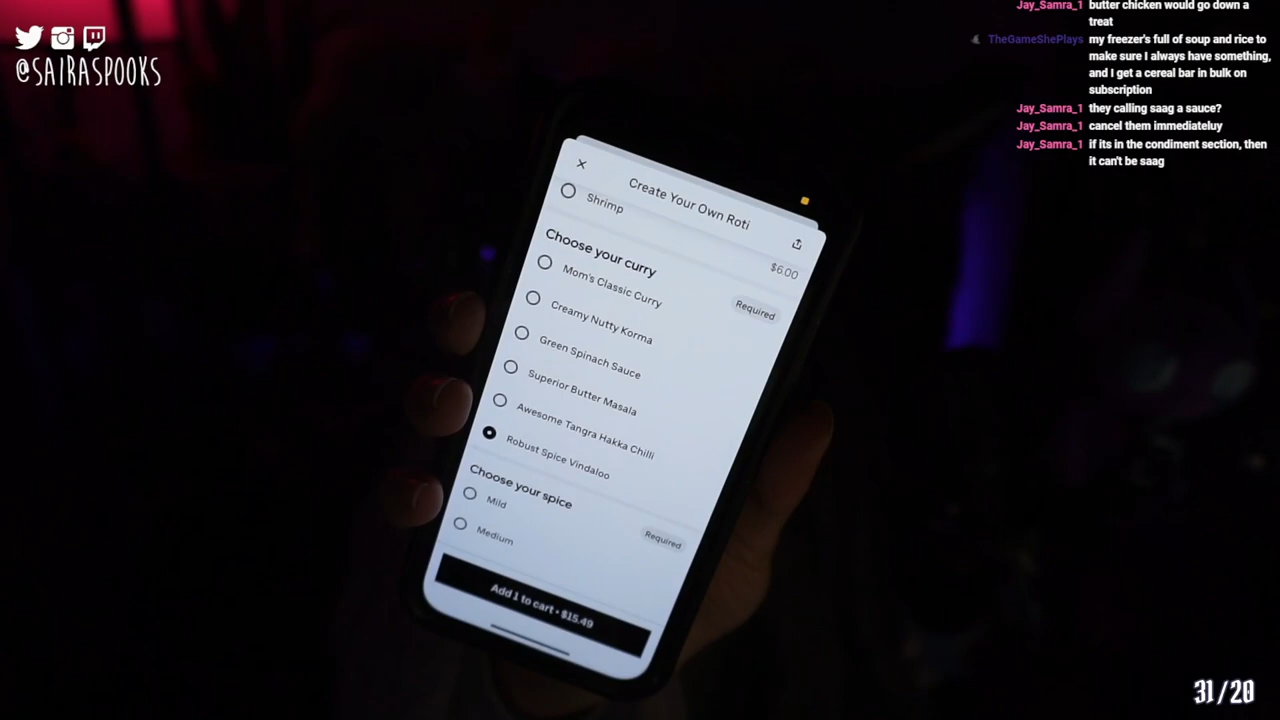 @SAIRASPOOKS
Jay_Samra_1 butter chicken would go down a
treat
TheGameShePlays my freezer's full of soup and rice to
make sure I always have something,
and I get a cereal bar in bulk on
subscription
Jay_Samra_1 they calling saag a sauce?
Jay_Samra_1 cancel them immediateluy
Jay_Samra_1 if its in the condiment section, then
it can't be saag
Create Your Own Roti
Shrimp
$6.00
Choose your curry
Required
Mom's Classic Curry
Creamy Nutty Korma
Green Spinach Sauce
Superior Butter Masala
Awesome Tangra Hakka Chilli
Robust Spice Vindaloo
Choose your spice
Required
Mild
Medium
Add 1 to cart • $15.49
31/20